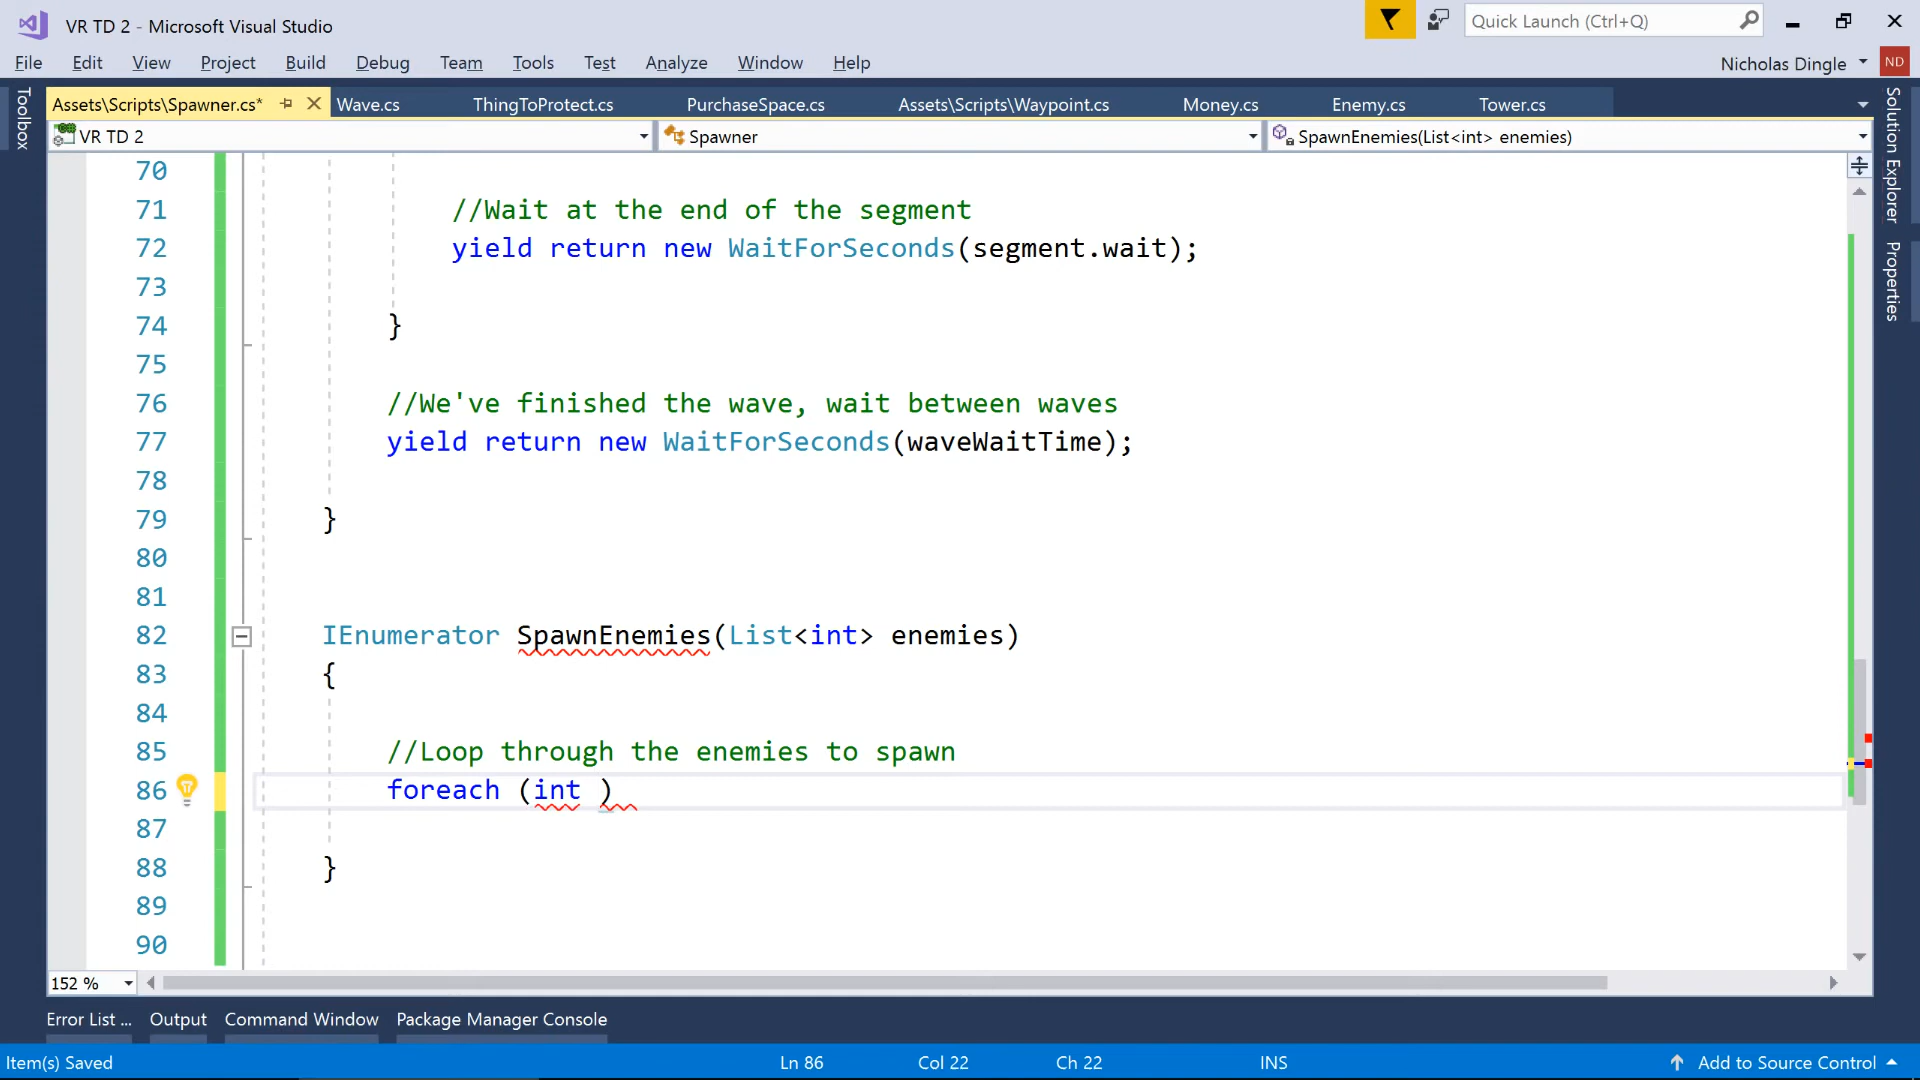 VR TD 2 - Microsoft Visual Studio
Quick Launch (Ctrl+Q)
File Edit View Project Build Debug Team Tools Test Analyze Window Help
Nicholas Dingle
ND
Toolbox
Assets\Scripts\Spawner.cs*
Wave.cs
ThingToProtect.cs
PurchaseSpace.cs
Assets\Scripts\Waypoint.cs
Money.cs
Enemy.cs
Tower.cs
VR TD 2
Spawner
SpawnEnemies(List<int> enemies)
Solution Explorer
Properties
70
71 //Wait at the end of the segment
72 yield return new WaitForSeconds(segment.wait);
73
74 }
75
76 //We've finished the wave, wait between waves
77 yield return new WaitForSeconds(waveWaitTime);
78
79 }
80
81
82 IEnumerator SpawnEnemies(List<int> enemies)
83 {
84
85 //Loop through the enemies to spawn
86 foreach (int )
87
88 }
89
90
152 %
Error List ...
Output
Command Window
Package Manager Console
Item(s) Saved
Ln 86
Col 22
Ch 22
INS
Add to Source Control